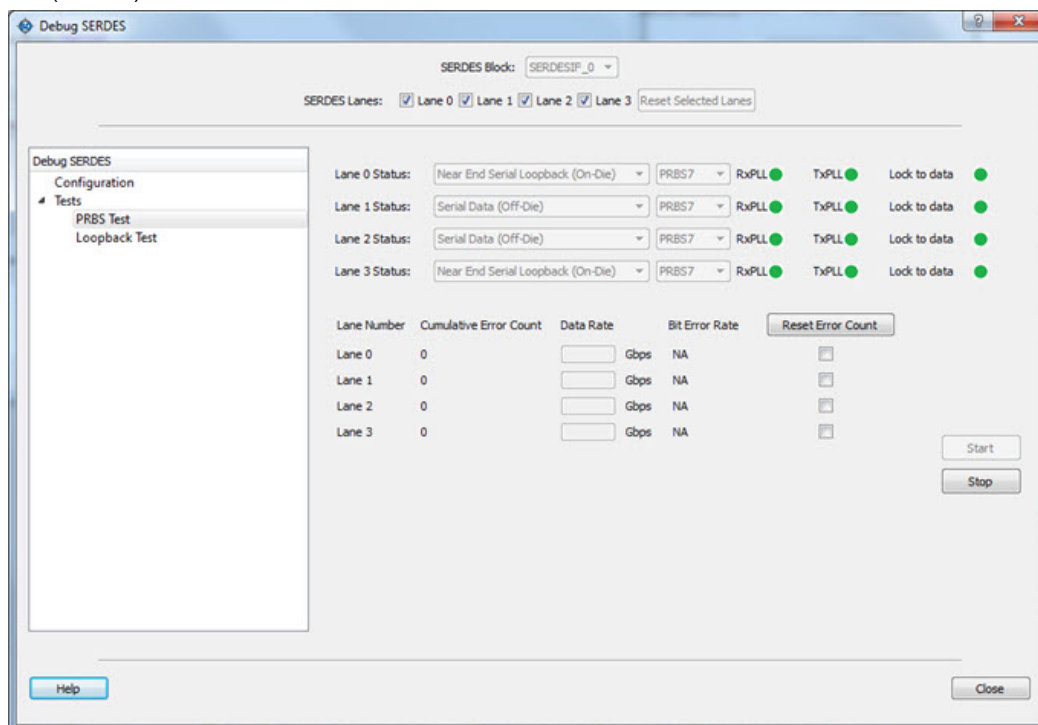 Debug SERDES
SERDES Block: SERDESIF_0
SERDES Lanes: Lane 0 Lane 1 Lane 2 Lane 3 Reset Selected Lanes
Debug SERDES
Configuration
Tests
PRBS Test
Loopback Test
Lane 0 Status: Near End Serial Loopback (On-Die) PRBS7 RxPLL TxPLL Lock to data
Lane 1 Status: Serial Data (Off-Die) PRBS7 RxPLL TxPLL Lock to data
Lane 2 Status: Serial Data (Off-Die) PRBS7 RxPLL TxPLL Lock to data
Lane 3 Status: Near End Serial Loopback (On-Die) PRBS7 RxPLL TxPLL Lock to data
Lane Number Cumulative Error Count Data Rate Bit Error Rate Reset Error Count
Lane 0 0 Gbps NA
Lane 1 0 Gbps NA
Lane 2 0 Gbps NA
Lane 3 0 Gbps NA
Start
Stop
Help
Close